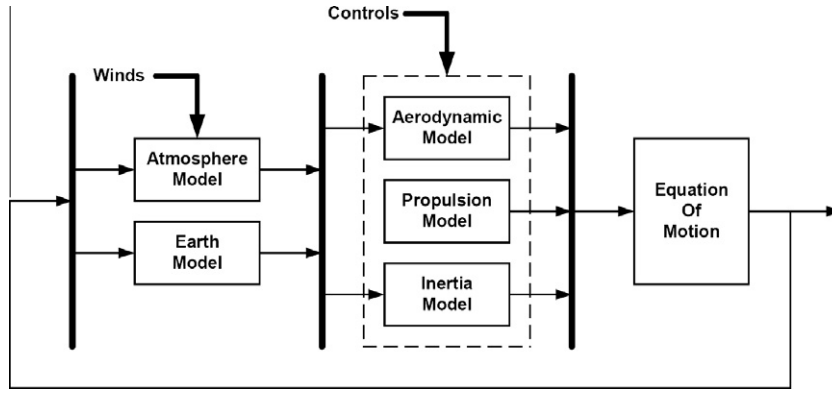 Controls
Winds
Atmosphere
Model
Earth
Model
Aerodynamic
Model
Propulsion
Model
Inertia
Model
Equation
Of
Motion